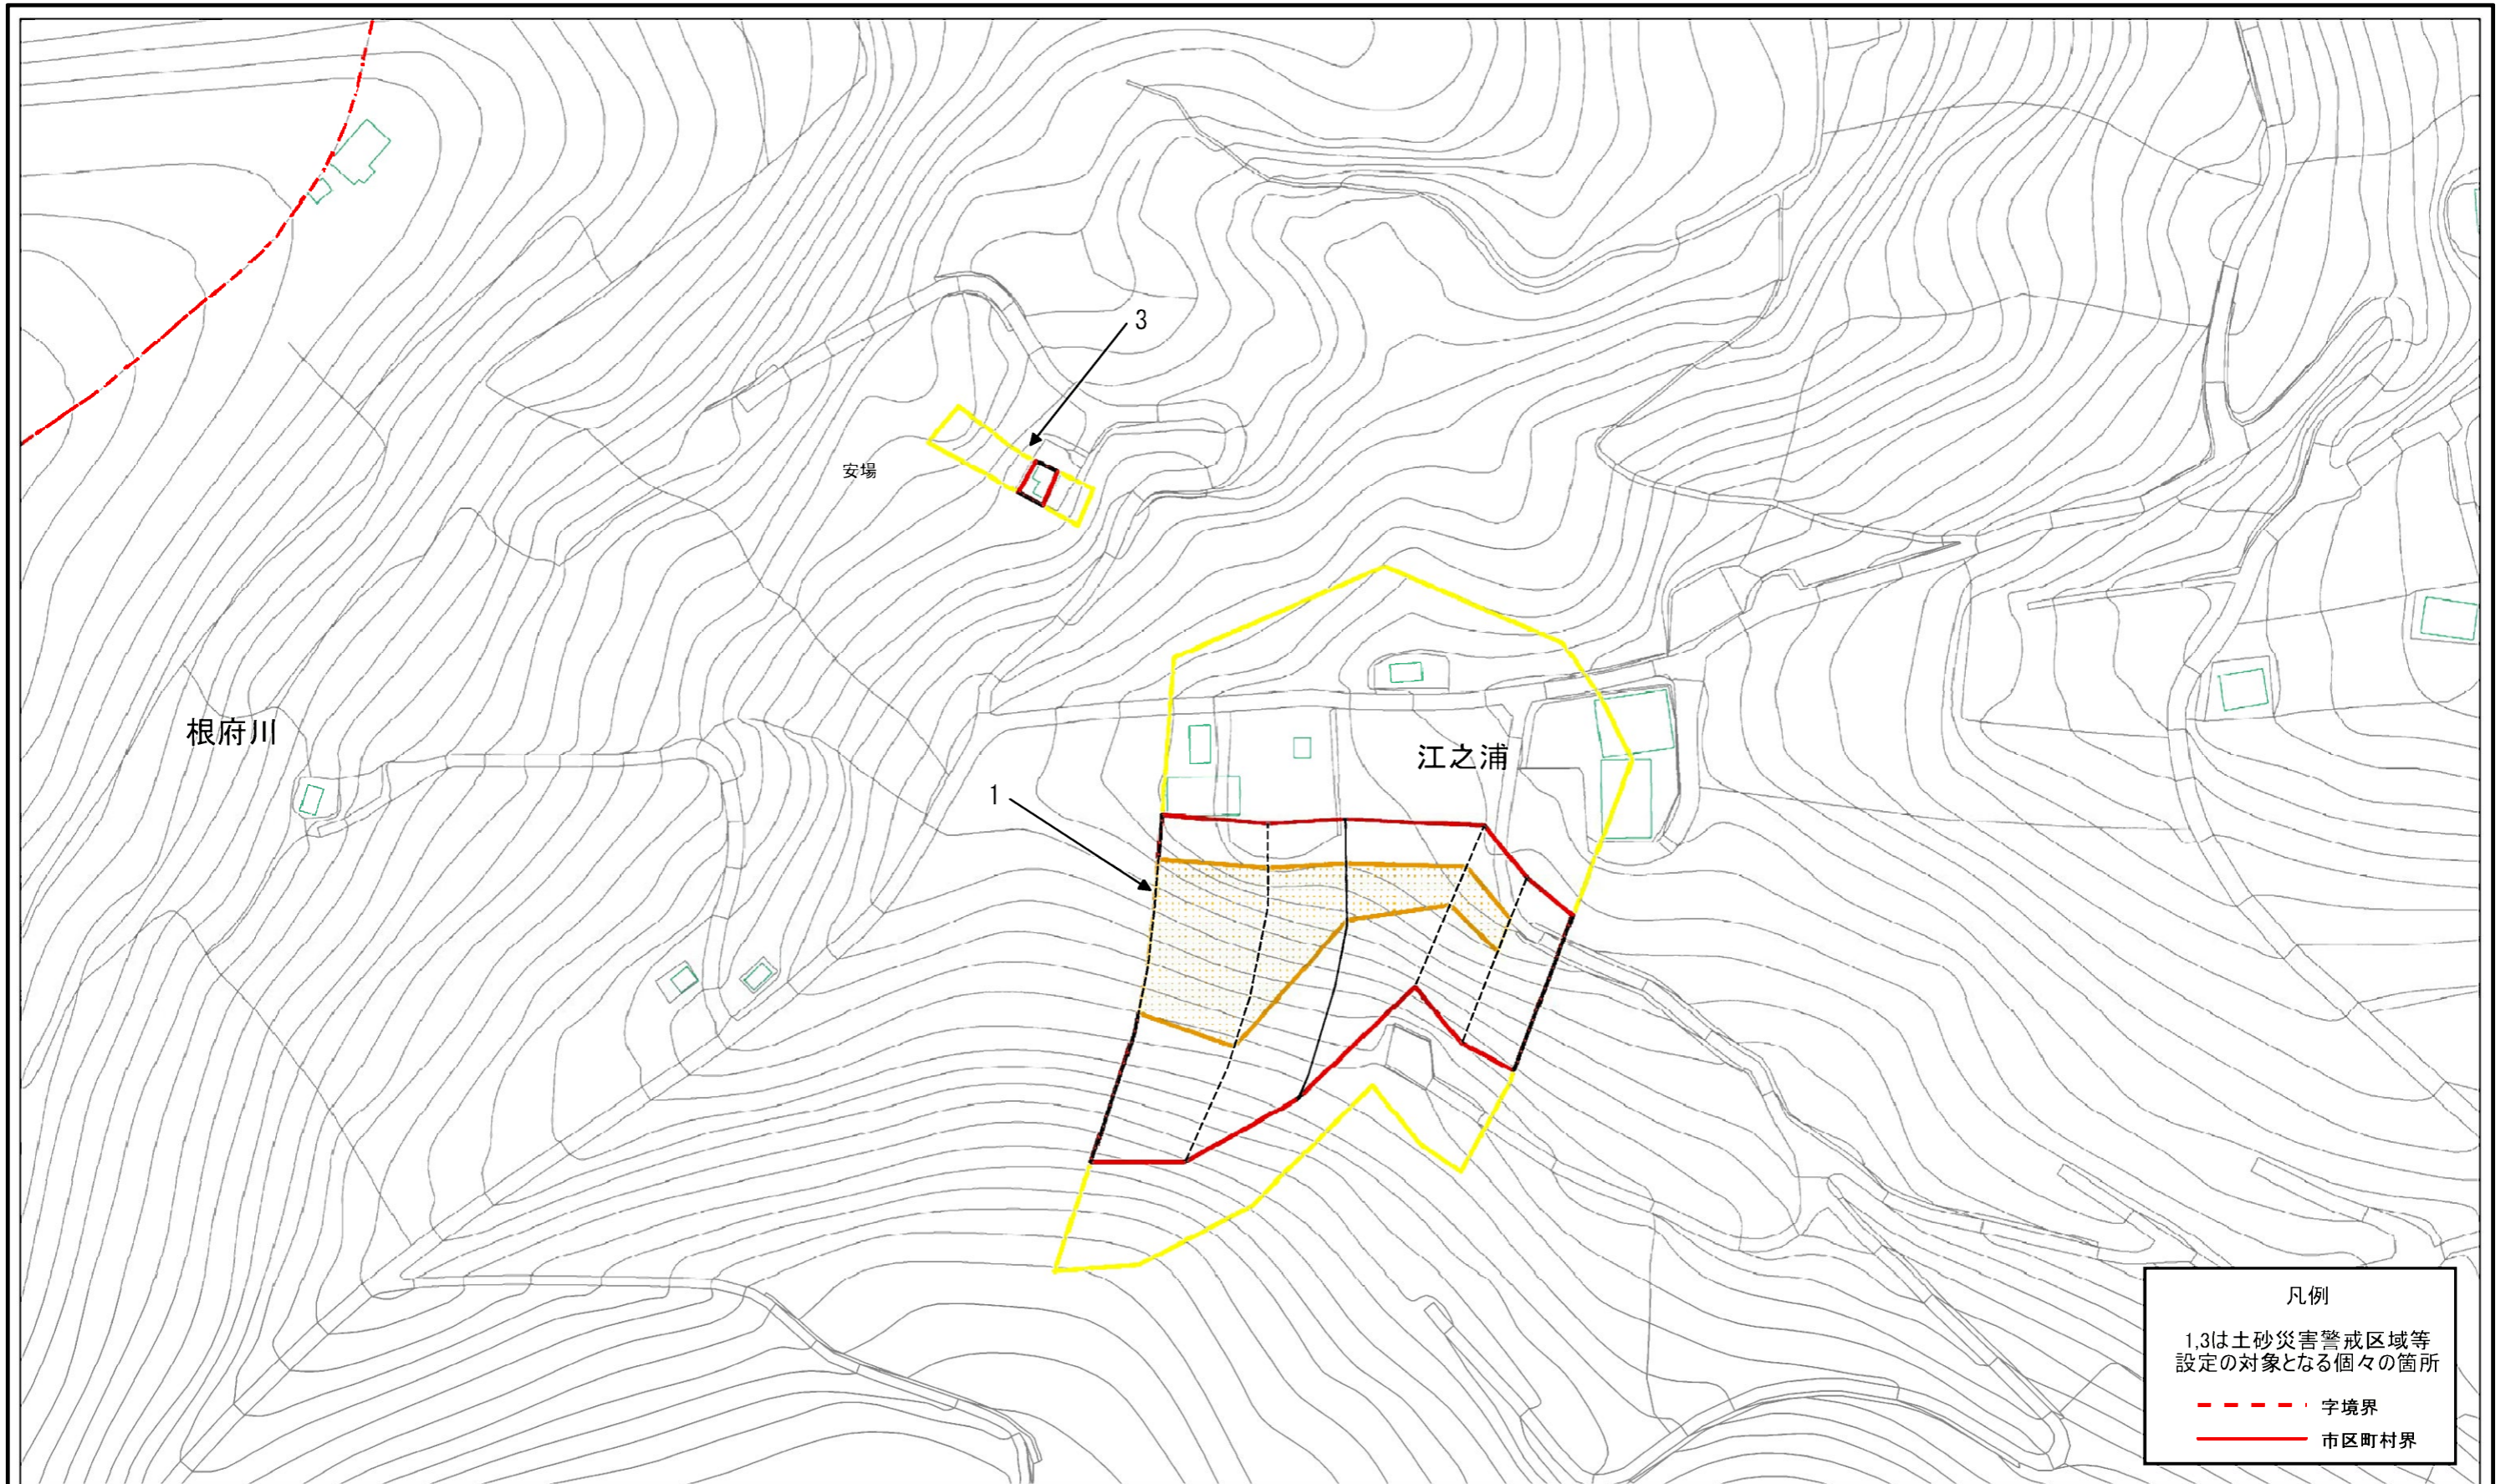 3
安場
根府川
江之浦
1
凡例
1,3は土砂災害警戒区域等
設定の対象となる個々の箇所
字境界
市区町村界